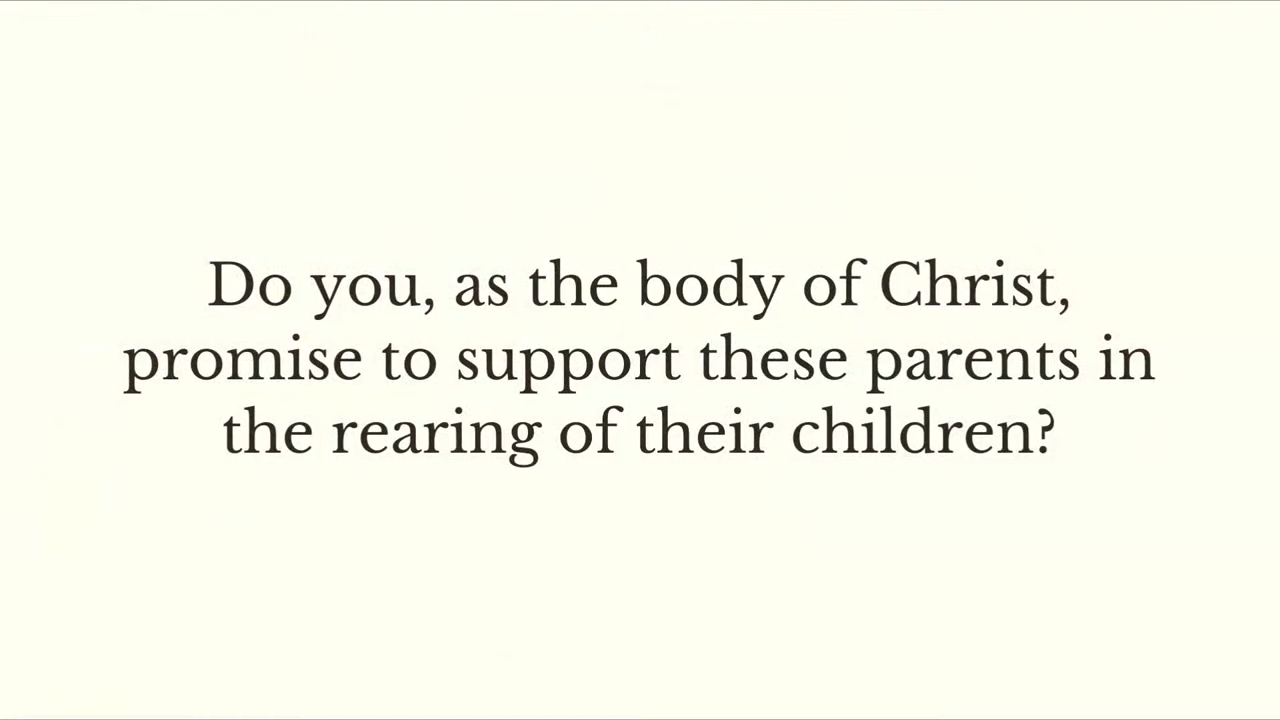 Do you, as the body of Christ,
promise to support these parents in
the rearing of their children?